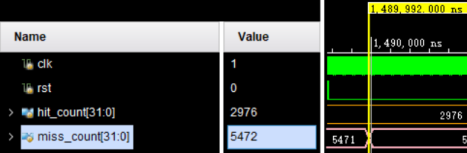 1,489,992.000 ns
Name Value
1,490,000 ns
clk 1
rst 0
hit_count[31:0] 2976 2976
miss_count[31:0] 5472 5471